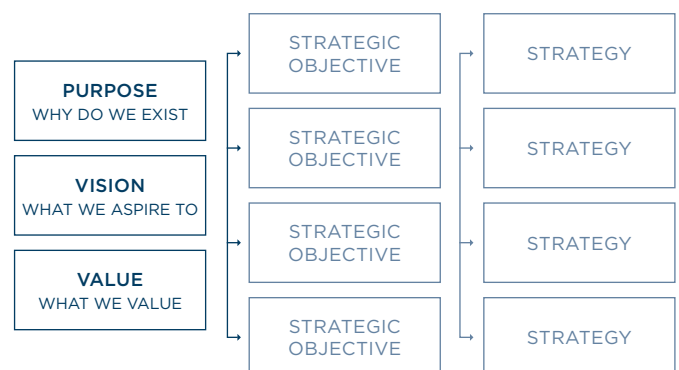 PURPOSE
WHY DO WE EXIST
VISION
WHAT WE ASPIRE TO
VALUE
WHAT WE VALUE
STRATEGIC
OBJECTIVE
STRATEGIC
OBJECTIVE
STRATEGIC
OBJECTIVE
STRATEGIC
OBJECTIVE
STRATEGY
STRATEGY
STRATEGY
STRATEGY